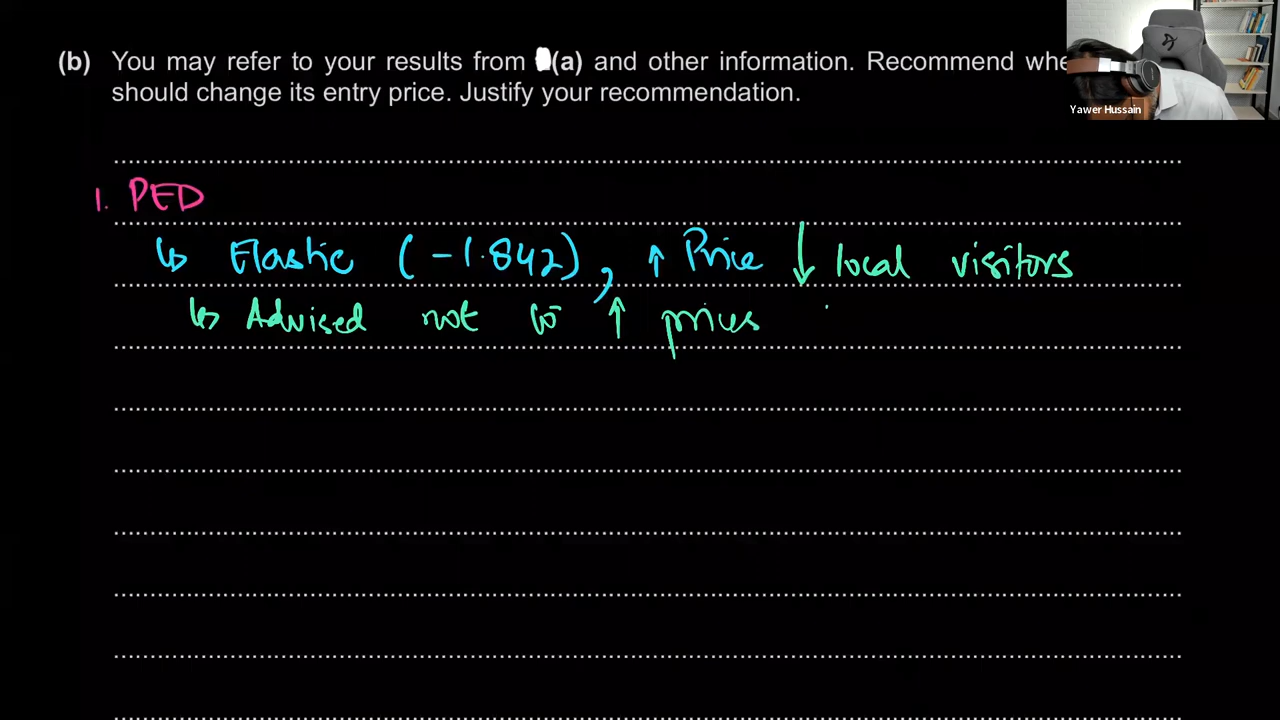 (b) You may refer to your results from (a) and other information. Recommend whe
should change its entry price. Justify your recommendation.
Yawer Hussain
1. PED
↳ Elastic (-1.842), ↑ Price ↓ local visitors
↳ Advised not to ↑ prices